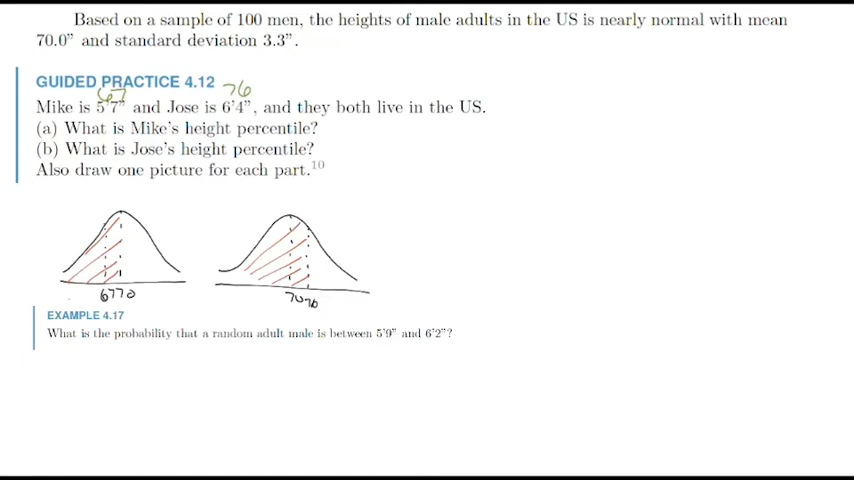 Based on a sample of 100 men, the heights of male adults in the US is nearly normal with mean
70.0" and standard deviation 3.3".
GUIDED PRACTICE 4.12
67 76
Mike is 5'7" and Jose is 6'4", and they both live in the US.
(a) What is Mike's height percentile?
(b) What is Jose's height percentile?
Also draw one picture for each part.10
67 70 70 76
EXAMPLE 4.17
What is the probability that a random adult male is between 5'9" and 6'2"?